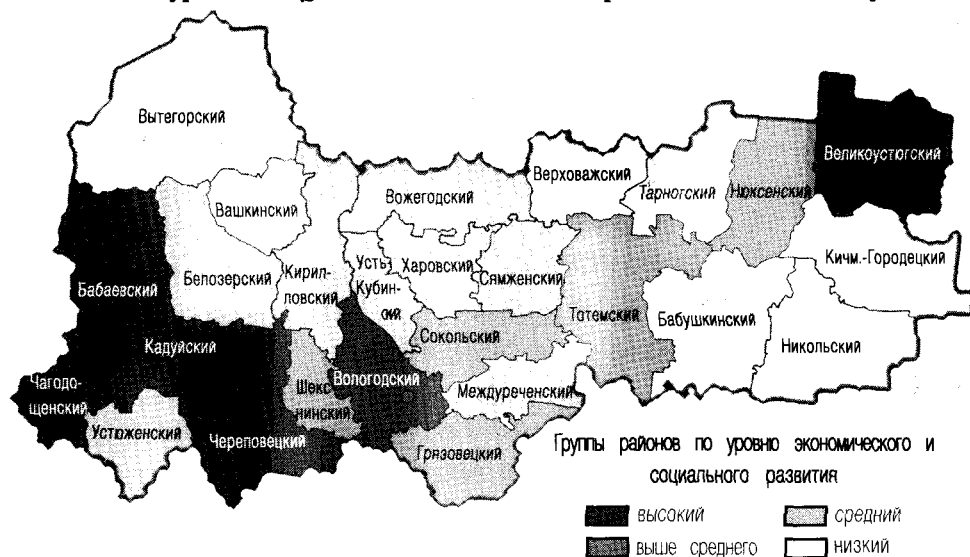 Вытегорский
Великоустюгский
Верховажский
Тарногский
Нюксенский
Вашкинский
Вожегодский
Кичм.-Городецкий
Бабаевский
Белозерский
Кирил-
ловский
Усть-
Кубин-
ский
Харовский
Сямженский
Тотемский
Бабушкинский
Никольский
Кадуйский
Сокольский
Чагодо-
щенский
Шекс-
нинский
Вологодский
Междуреченский
Устюженский
Череповецкий
Грязовецкий
Группы районов по уровню экономического и
социального развития
высокий
средний
выше среднего
низкий